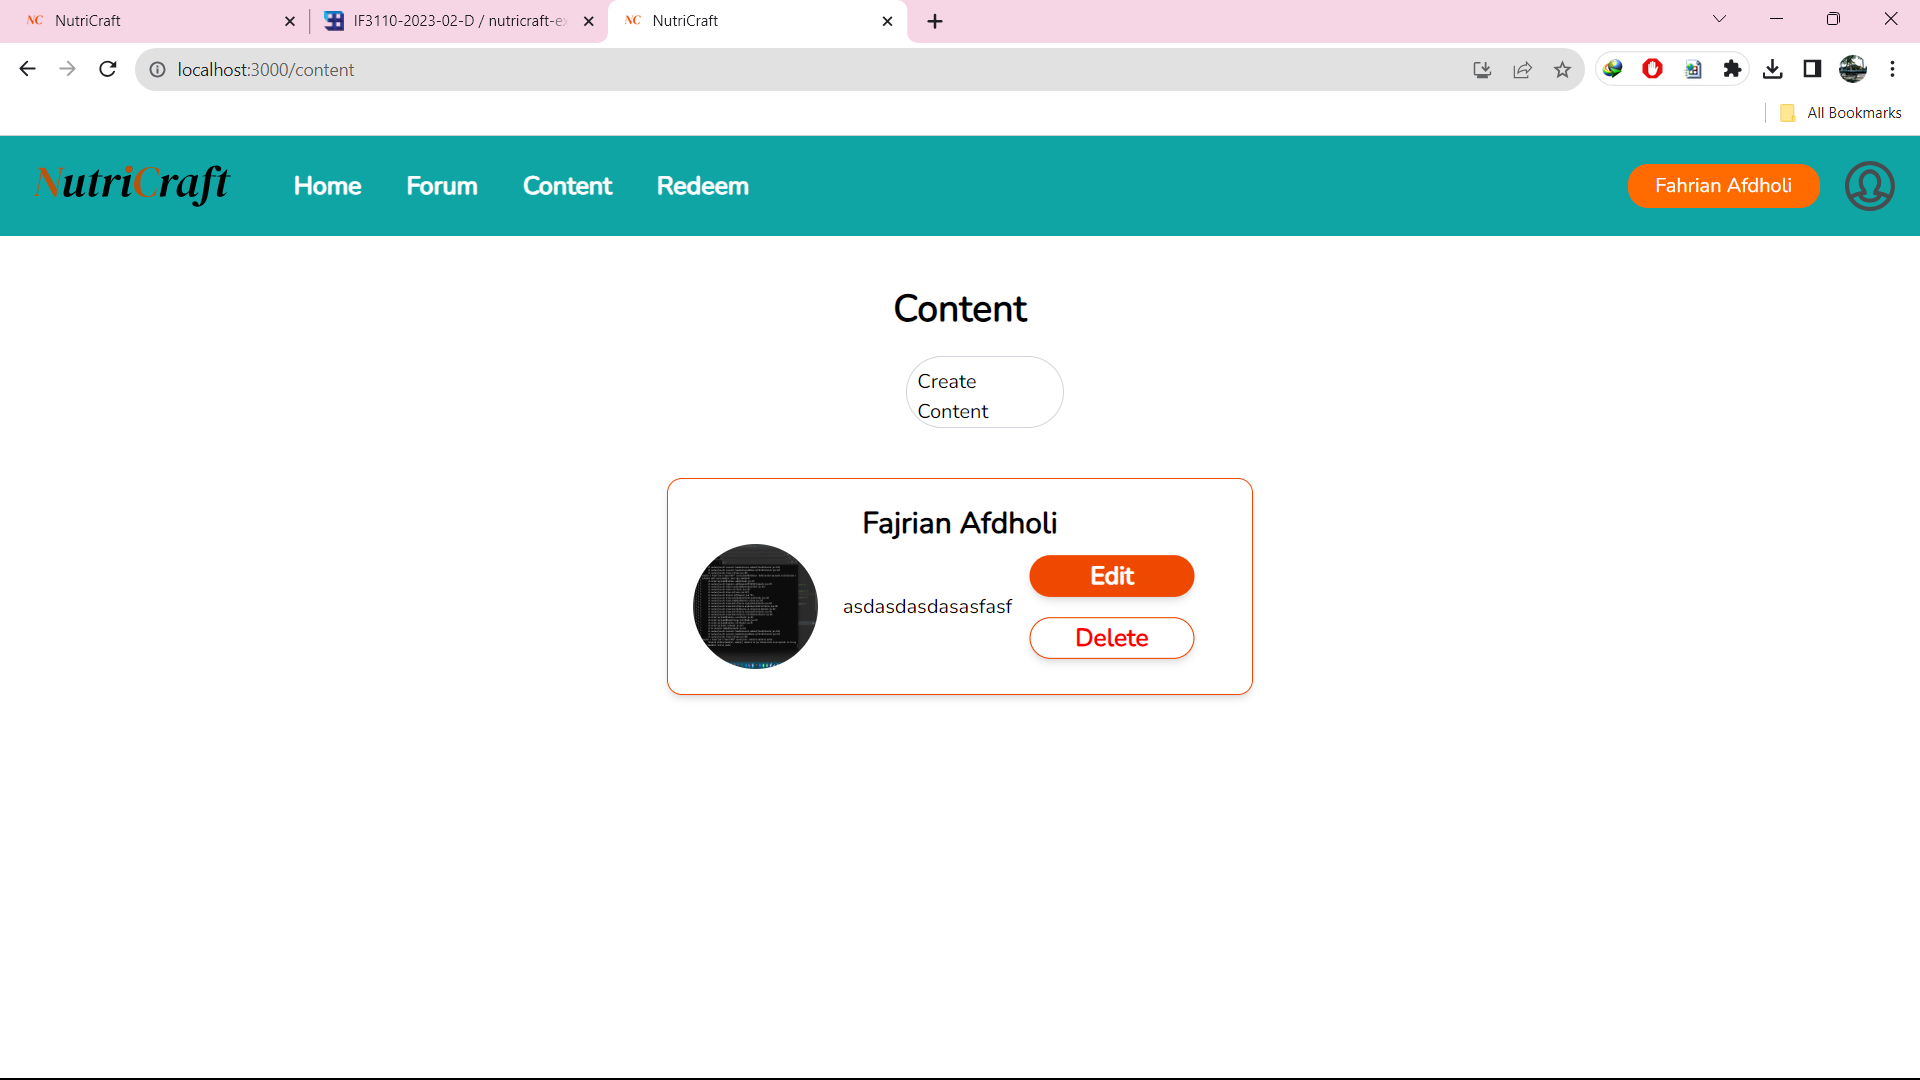 NC NutriCraft
IF3110-2023-02-D / nutricraft-e
NC NutriCraft
localhost:3000/content
All Bookmarks
NutriCraft
Home Forum Content Redeem
Fahrian Afdholi
Content
Create
Content
Fajrian Afdholi
asdasdasdasasfasf
Edit
Delete